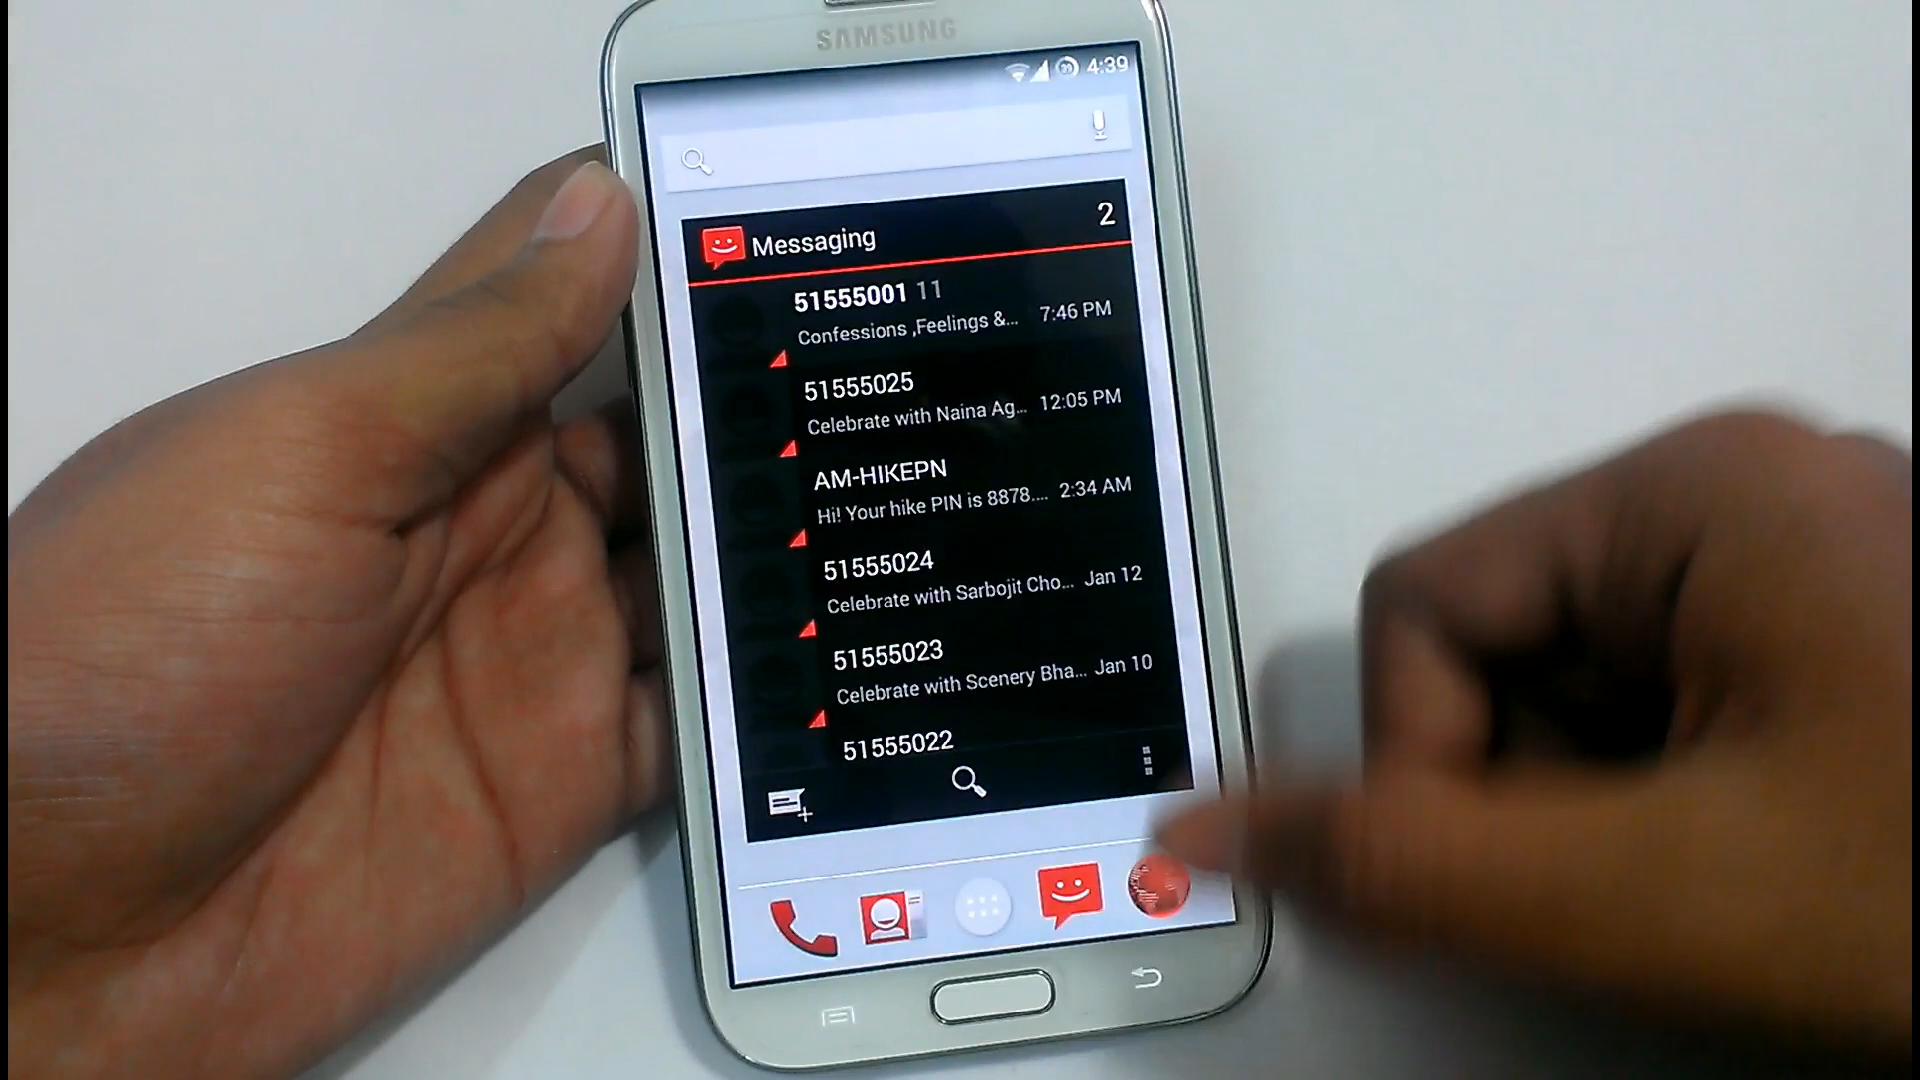 SAMSUNG
39 4:39
Messaging 2
51555001 11
Confessions ,Feelings &... 7:46 PM
51555025
Celebrate with Naina Ag... 12:05 PM
AM-HIKEPN
Hi! Your hike PIN is 8878.... 2:34 AM
51555024
Celebrate with Sarbojit Cho... Jan 12
51555023
Celebrate with Scenery Bha... Jan 10
51555022